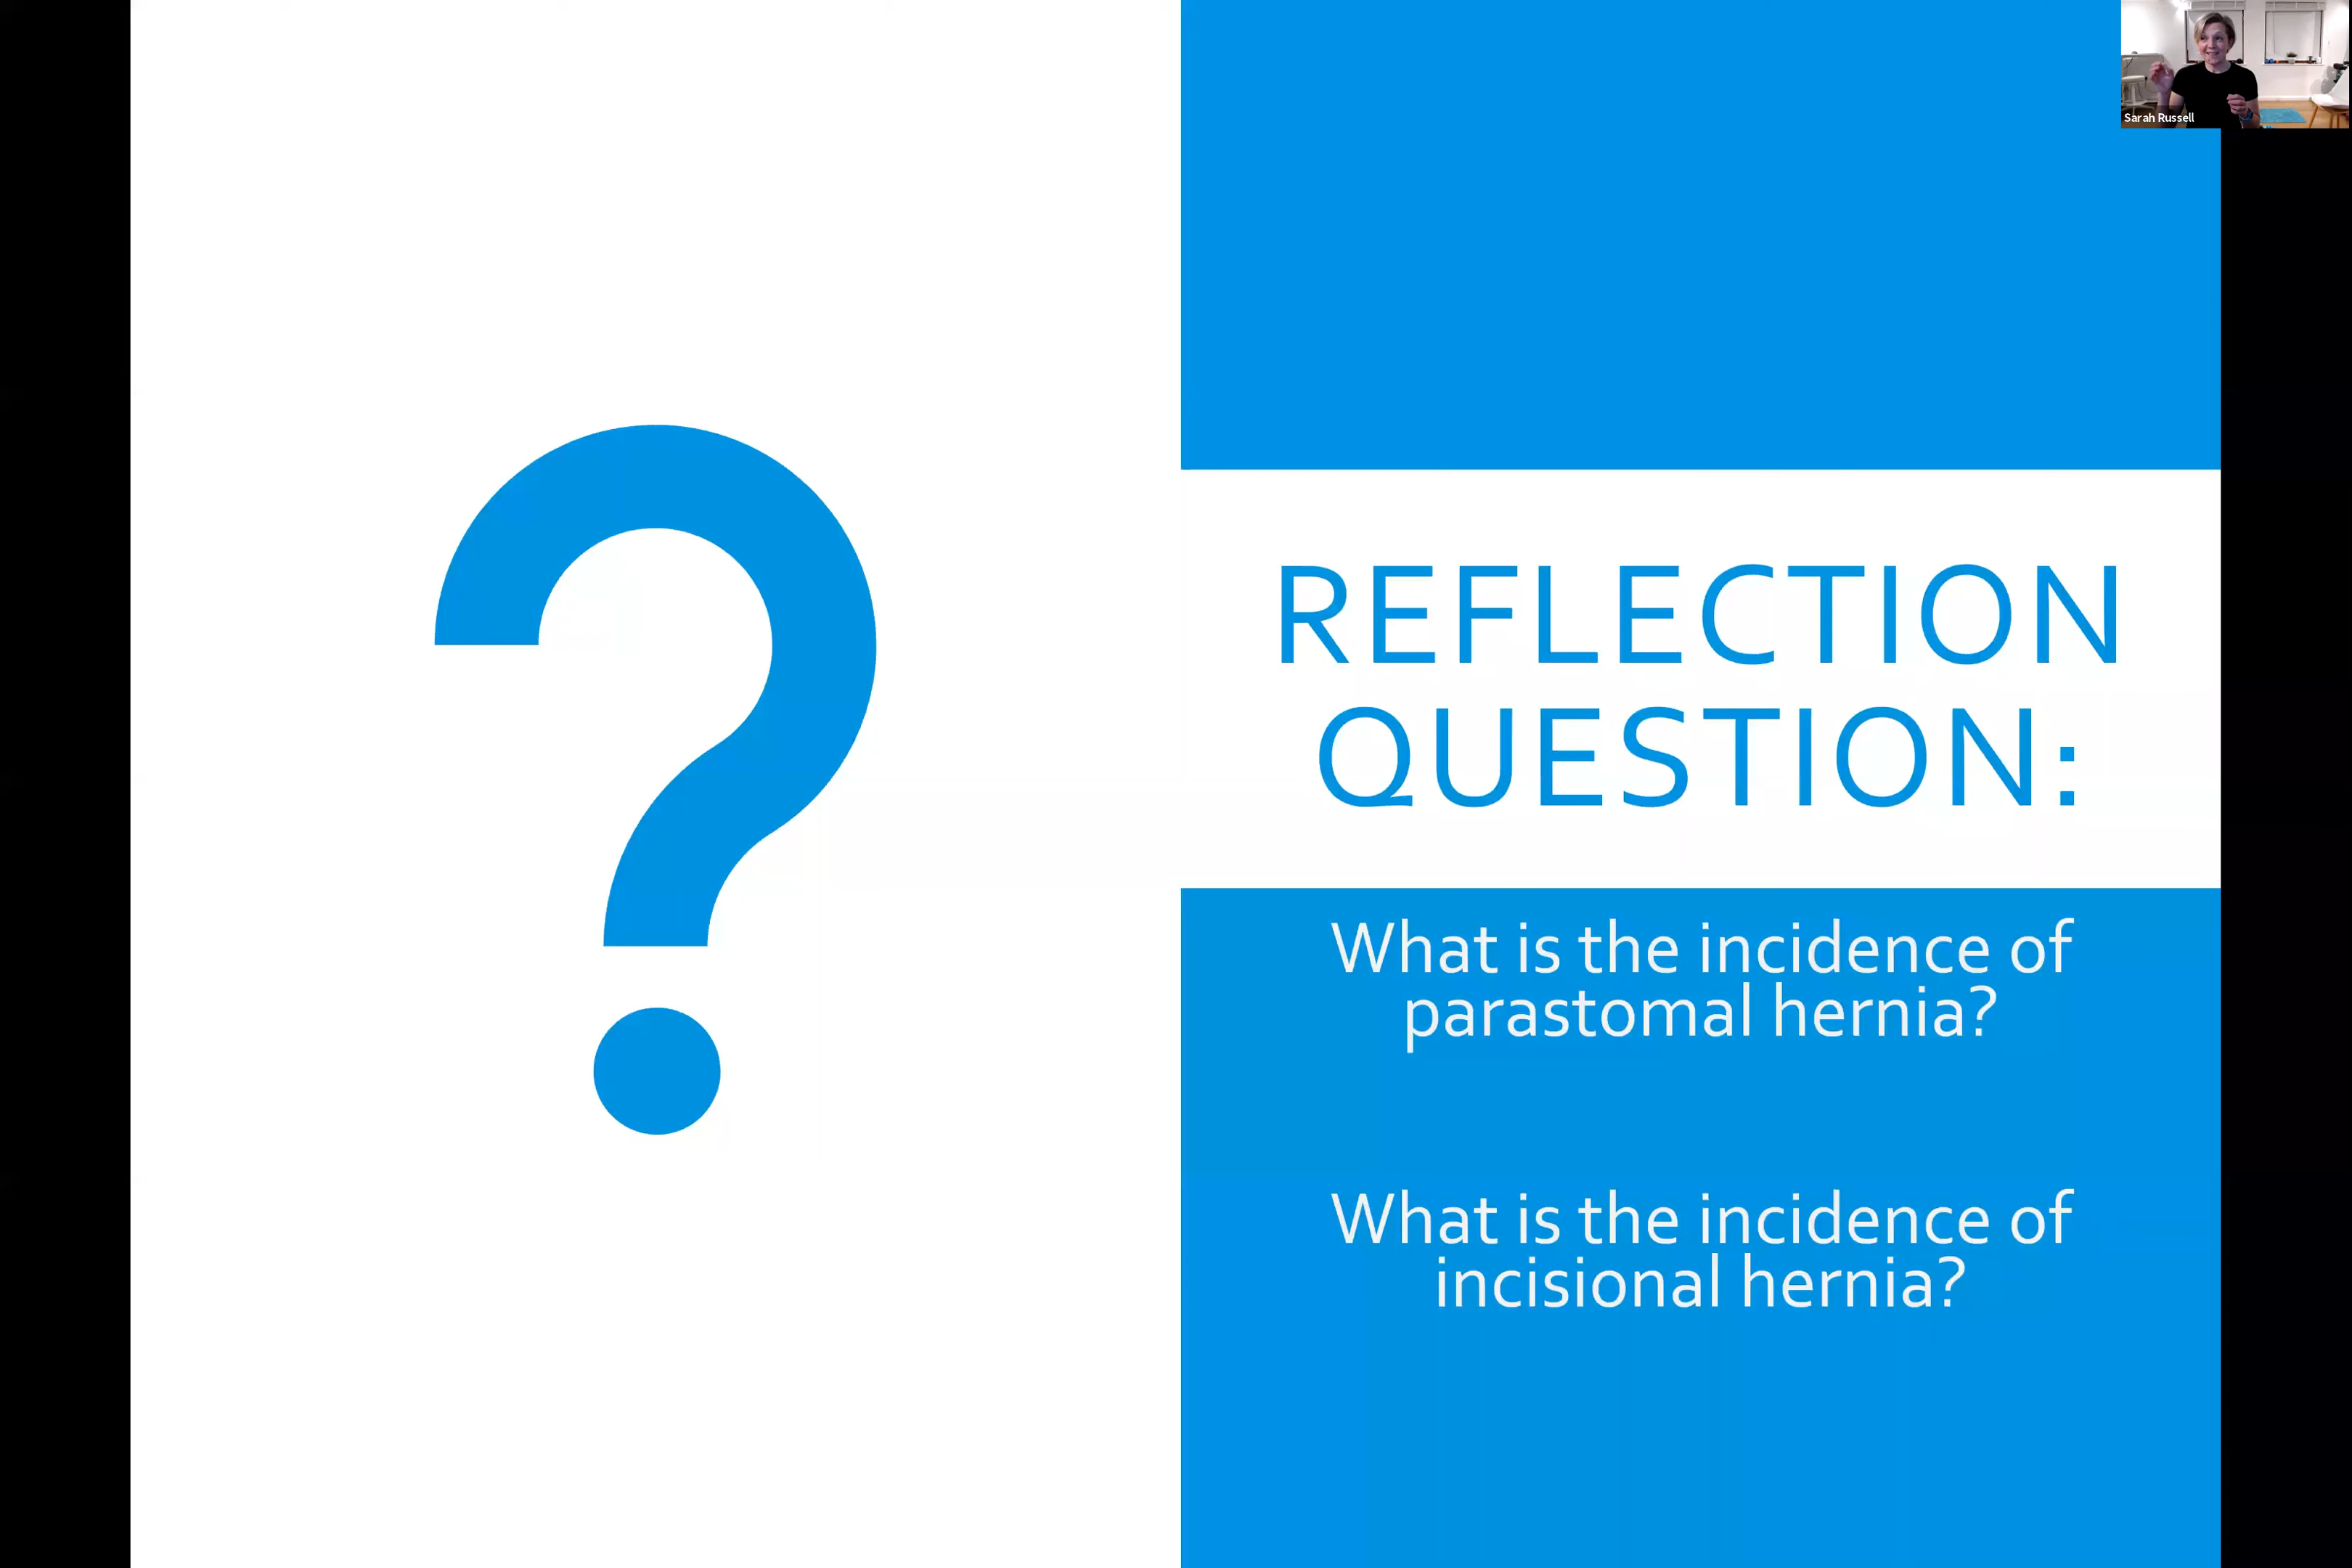 Sarah Russell
?
REFLECTION
QUESTION:
What is the incidence of
parastomal hernia?
What is the incidence of
incisional hernia?